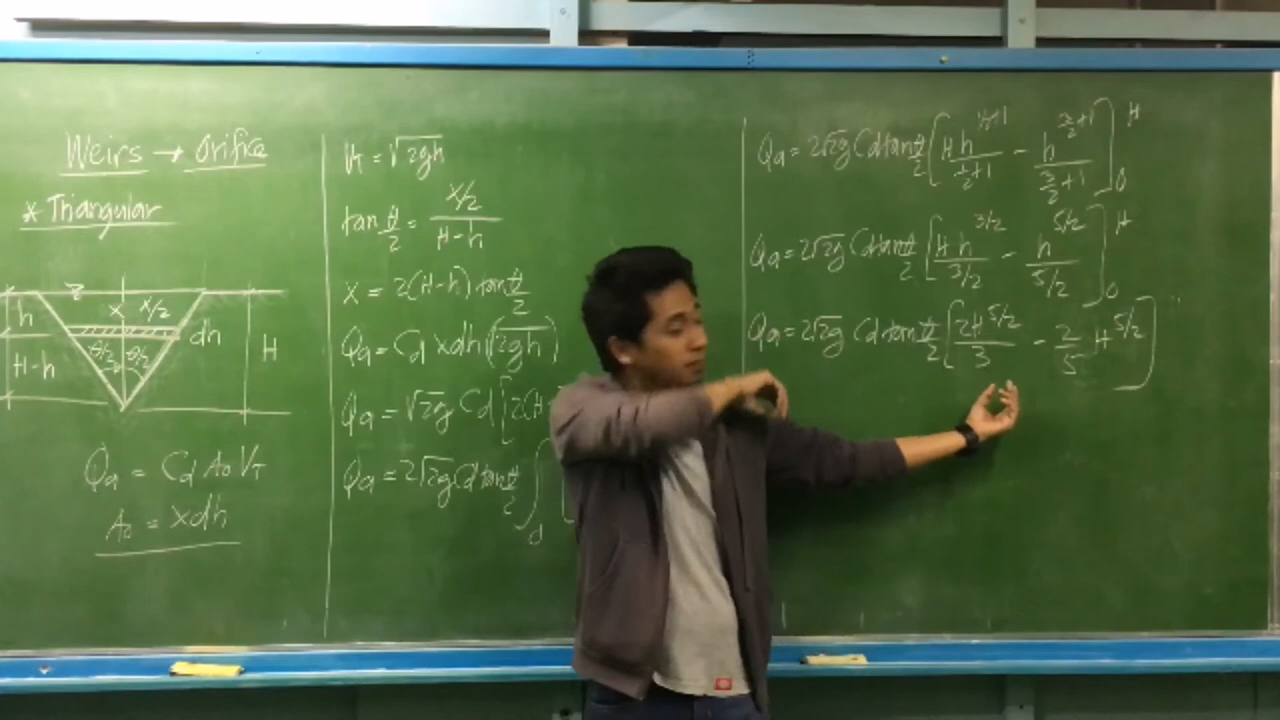 Weirs → Orifice
* Triangular
h
x
x/2
dh
H-h
θ/2 θ/2
H
Qa = Cd Ao VT
Ao = xdh
VT = √2gh
tan θ/2 = (x/2)/(H-h)
x = 2(H-h) tan θ/2
Qa = Cd xdh(√2gh)
Qa = √2g Cd [2(H-
Qa = 2√2g Cd tan θ/2 ∫ [
Qa = 2√2g Cd tan θ/2 [H h^(1/2+1)/(1/2+1) - h^(3/2+1)/(3/2+1)]_0^H
Qa = 2√2g Cd tan θ/2 [H h^(3/2)/(3/2) - h^(5/2)/(5/2)]_0^H
Qa = 2√2g Cd tan θ/2 [2H^(5/2)/3 - 2/5 H^(5/2)]